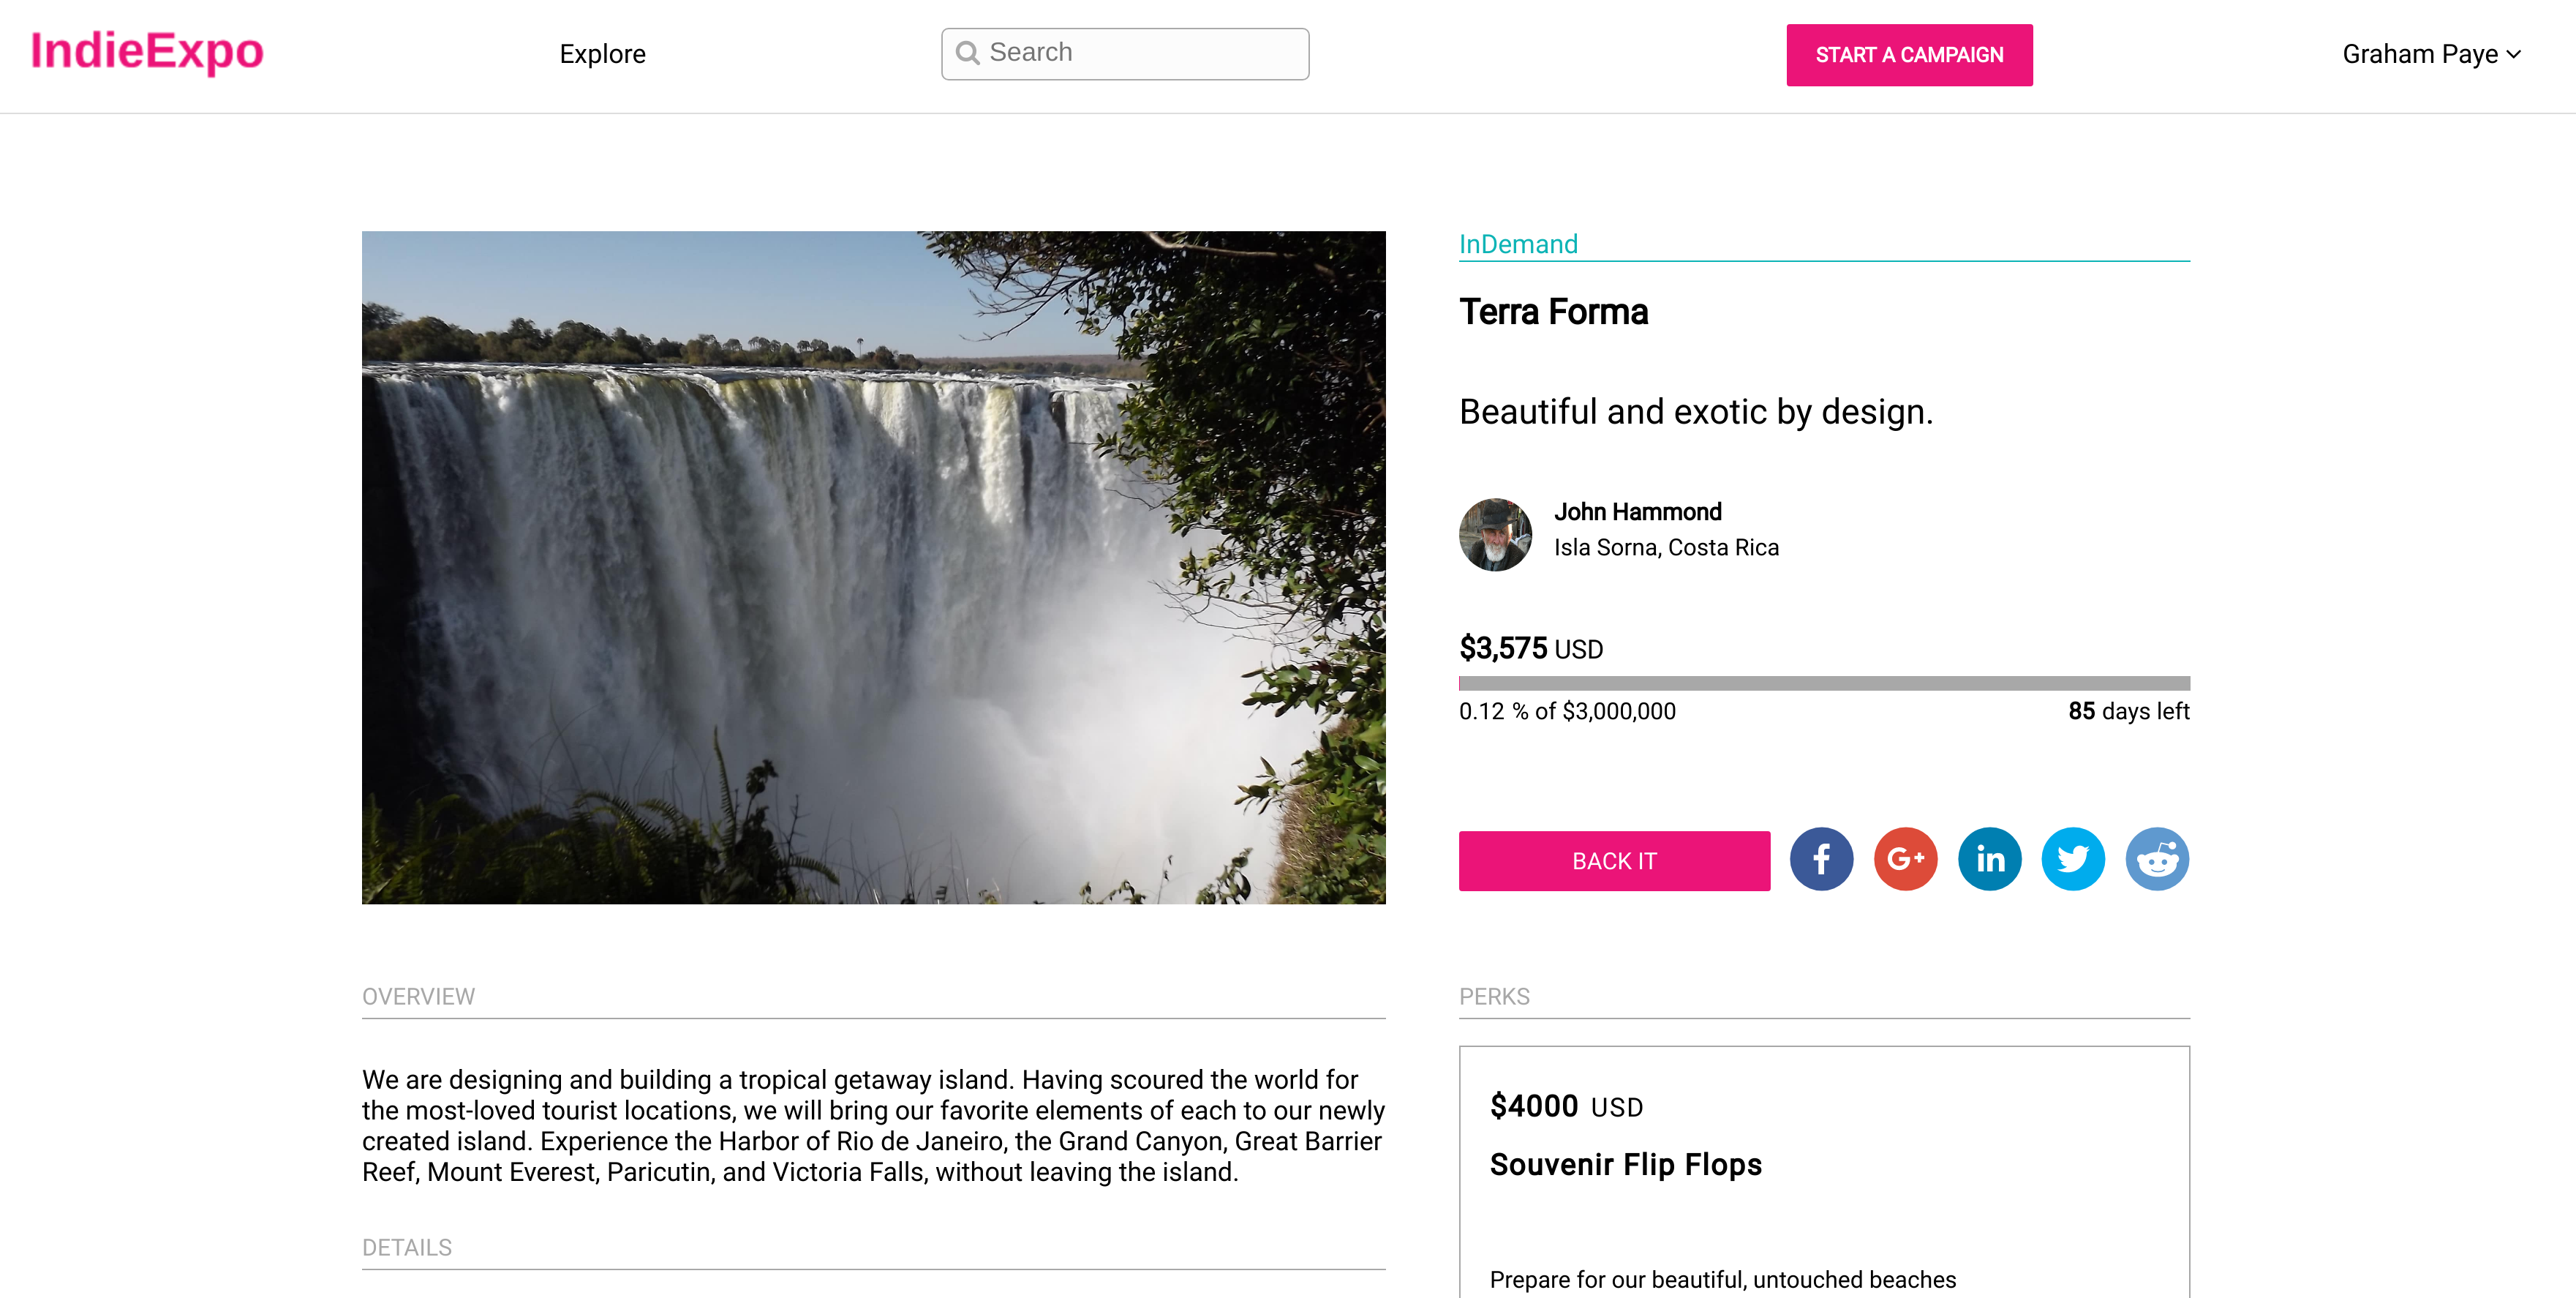 IndieExpo
Explore
Search
START A CAMPAIGN
Graham Paye
InDemand
Terra Forma
Beautiful and exotic by design.
John Hammond
Isla Sorna, Costa Rica
$3,575 USD
0.12 % of $3,000,000
85 days left
BACK IT
OVERVIEW
We are designing and building a tropical getaway island. Having scoured the world for
the most-loved tourist locations, we will bring our favorite elements of each to our newly
created island. Experience the Harbor of Rio de Janeiro, the Grand Canyon, Great Barrier
Reef, Mount Everest, Paricutin, and Victoria Falls, without leaving the island.
DETAILS
PERKS
$4000 USD
Souvenir Flip Flops
Prepare for our beautiful, untouched beaches